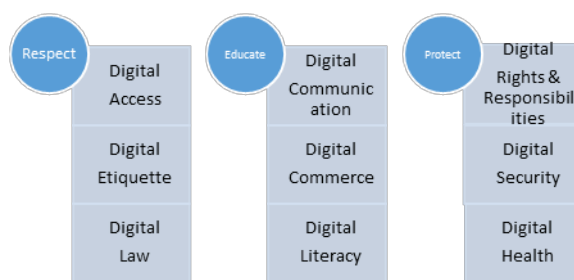 Respect
Digital
Access
Digital
Etiquette
Digital
Law
Educate
Digital
Communic
ation
Digital
Commerce
Digital
Literacy
Protect
Digital
Rights &
Responsibil
ities
Digital
Security
Digital
Health